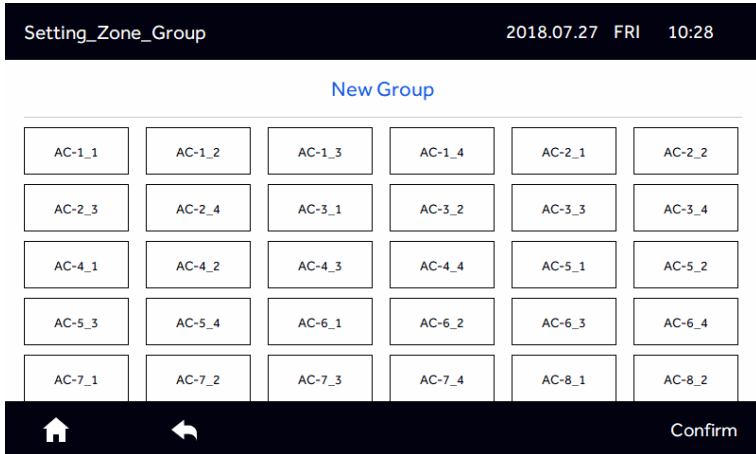 Setting_Zone_Group 2018.07.27 FRI 10:28
New Group
AC-1_1 AC-1_2 AC-1_3 AC-1_4 AC-2_1 AC-2_2
AC-2_3 AC-2_4 AC-3_1 AC-3_2 AC-3_3 AC-3_4
AC-4_1 AC-4_2 AC-4_3 AC-4_4 AC-5_1 AC-5_2
AC-5_3 AC-5_4 AC-6_1 AC-6_2 AC-6_3 AC-6_4
AC-7_1 AC-7_2 AC-7_3 AC-7_4 AC-8_1 AC-8_2
Confirm